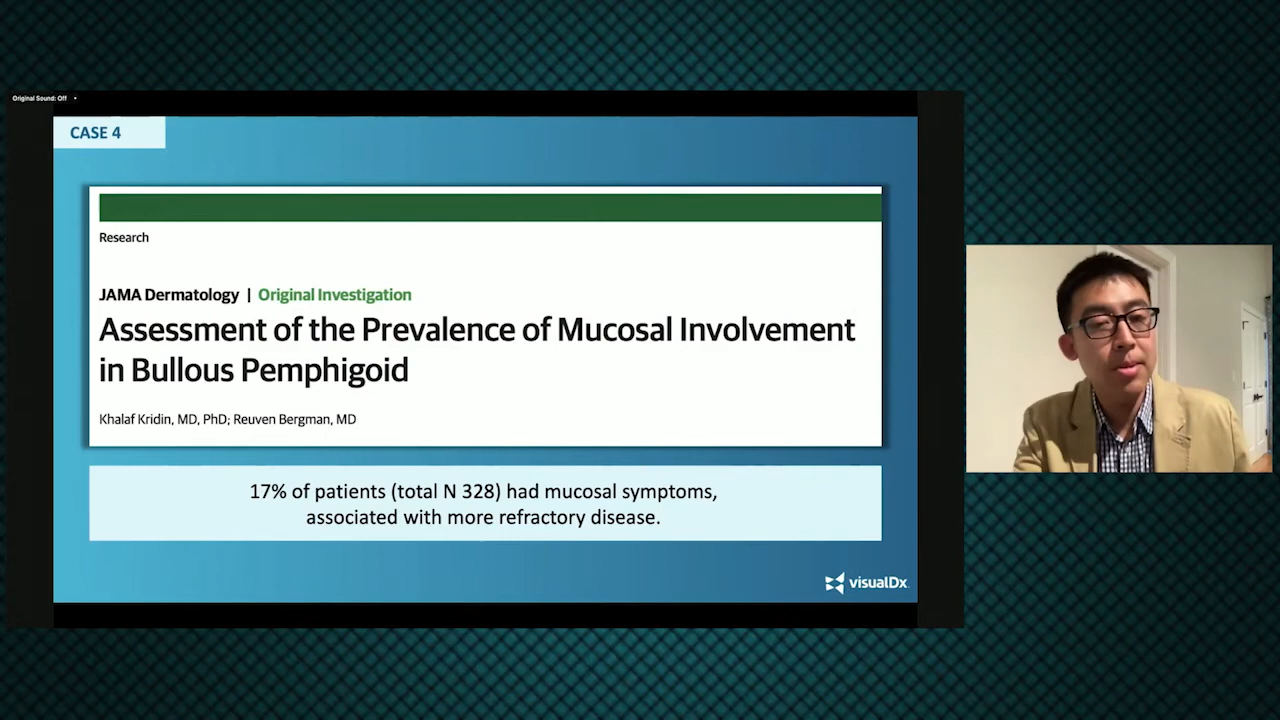 Original Sound: Off
CASE 4
Research
JAMA Dermatology | Original Investigation
Assessment of the Prevalence of Mucosal Involvement
in Bullous Pemphigoid
Khalaf Kridin, MD, PhD; Reuven Bergman, MD
17% of patients (total N 328) had mucosal symptoms,
associated with more refractory disease.
visualDx